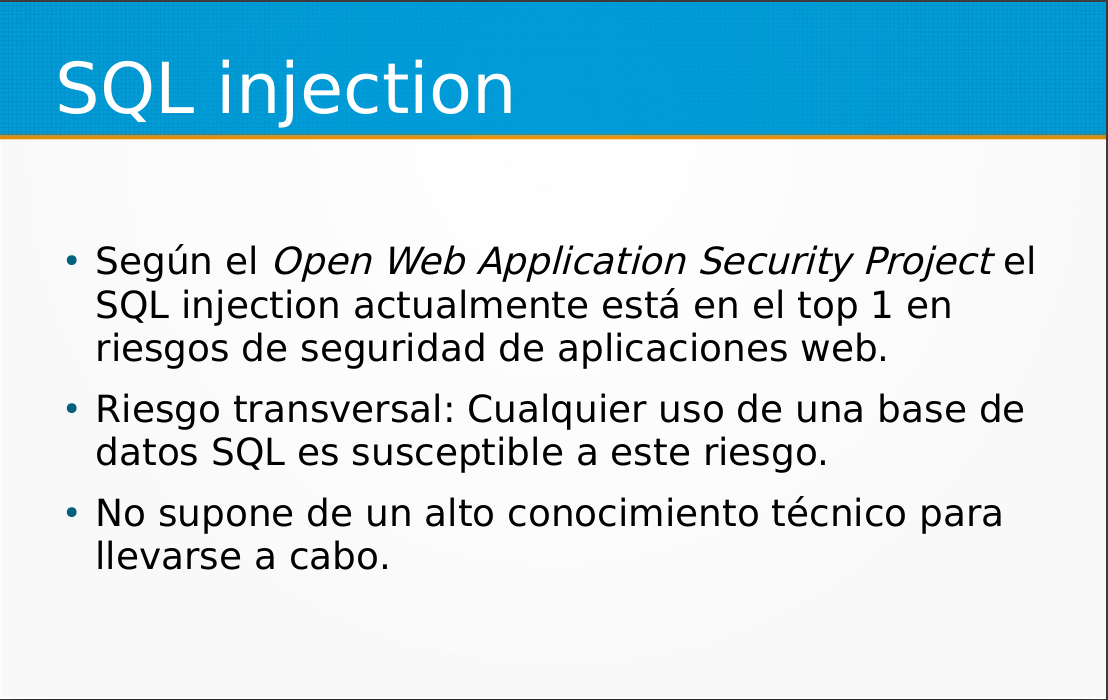 SQL injection
• Según el Open Web Application Security Project el
SQL injection actualmente está en el top 1 en
riesgos de seguridad de aplicaciones web.
• Riesgo transversal: Cualquier uso de una base de
datos SQL es susceptible a este riesgo.
• No supone de un alto conocimiento técnico para
llevarse a cabo.